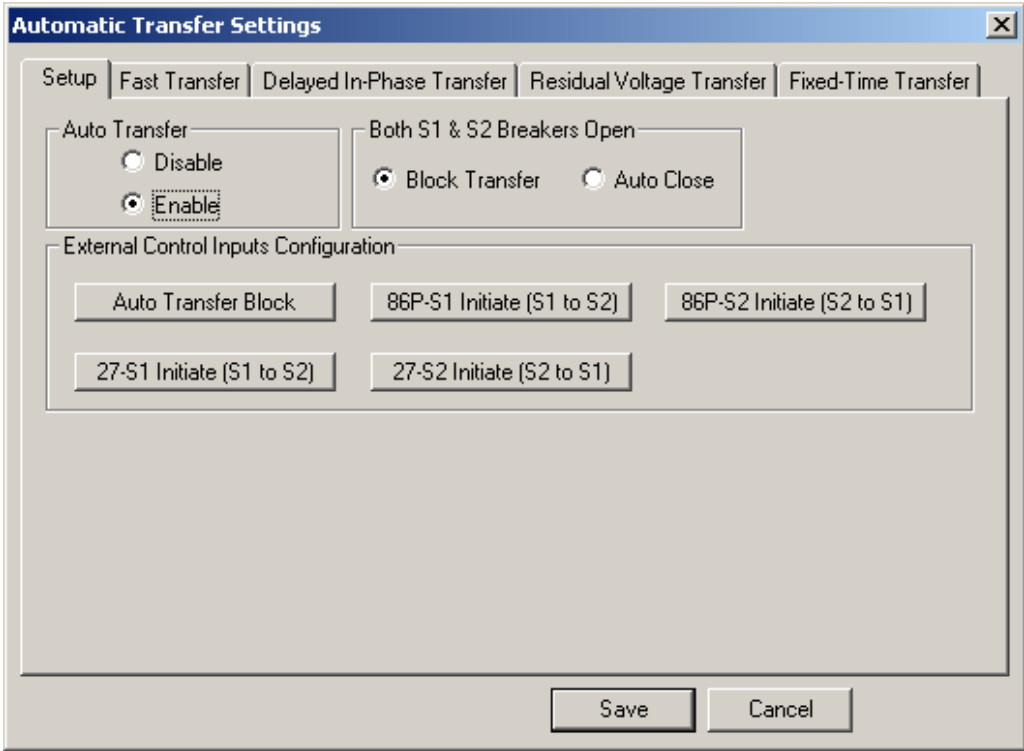 Automatic Transfer Settings
Setup Fast Transfer Delayed In-Phase Transfer Residual Voltage Transfer Fixed-Time Transfer
Auto Transfer
Disable
Enable
Both S1 & S2 Breakers Open
Block Transfer Auto Close
External Control Inputs Configuration
Auto Transfer Block 86P-S1 Initiate (S1 to S2) 86P-S2 Initiate (S2 to S1)
27-S1 Initiate (S1 to S2) 27-S2 Initiate (S2 to S1)
Save Cancel